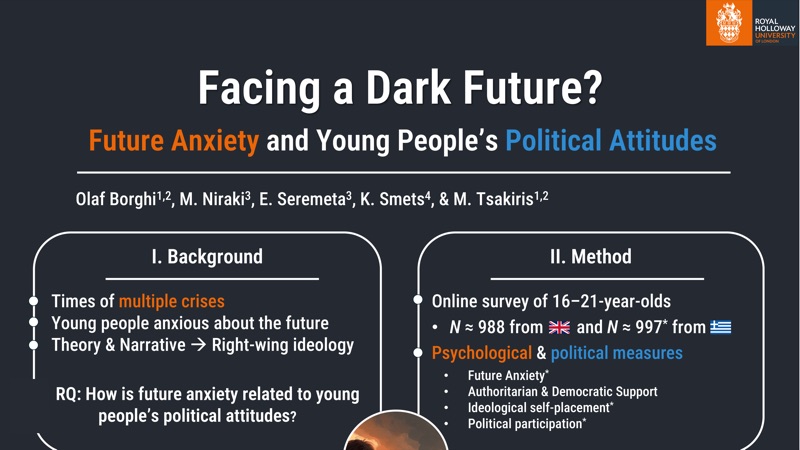 ROYAL
HOLLOWAY
UNIVERSITY
OF LONDON
Facing a Dark Future?
Future Anxiety and Young People's Political Attitudes
Olaf Borghi1,2, M. Niraki3, E. Seremeta3, K. Smets4, & M. Tsakiris1,2
I. Background
Times of multiple crises
Young people anxious about the future
Theory & Narrative → Right-wing ideology
RQ: How is future anxiety related to young
people's political attitudes?
II. Method
Online survey of 16–21-year-olds
• N ≈ 988 from and N ≈ 997* from
Psychological & political measures
• Future Anxiety*
• Authoritarian & Democratic Support
• Ideological self-placement*
• Political participation*